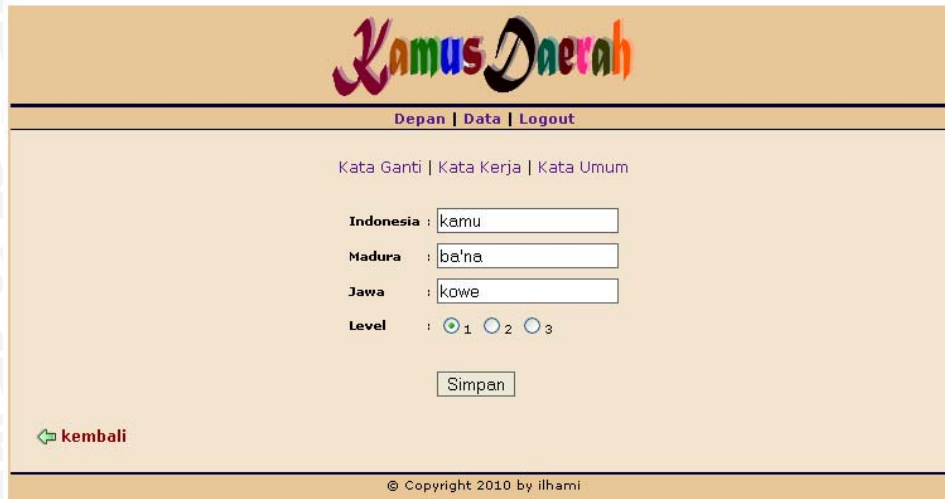 Kamus Daerah
Depan | Data | Logout
Kata Ganti | Kata Kerja | Kata Umum
Indonesia : kamu
Madura : ba'na
Jawa : kowe
Level : 1 2 3
Simpan
kembali
© Copyright 2010 by ilhami